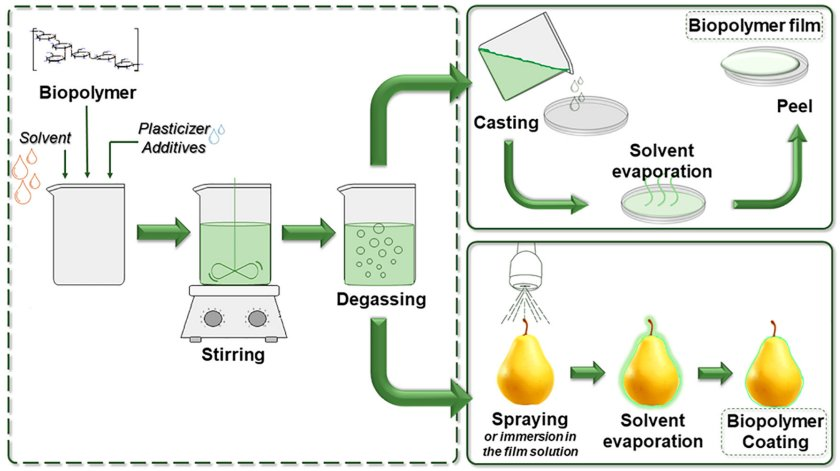 Biopolymer
Solvent
Plasticizer
Additives
Stirring
Degassing
Casting
Solvent
evaporation
Peel
Biopolymer film
Spraying
or immersion in
the film solution
Solvent
evaporation
Biopolymer
Coating